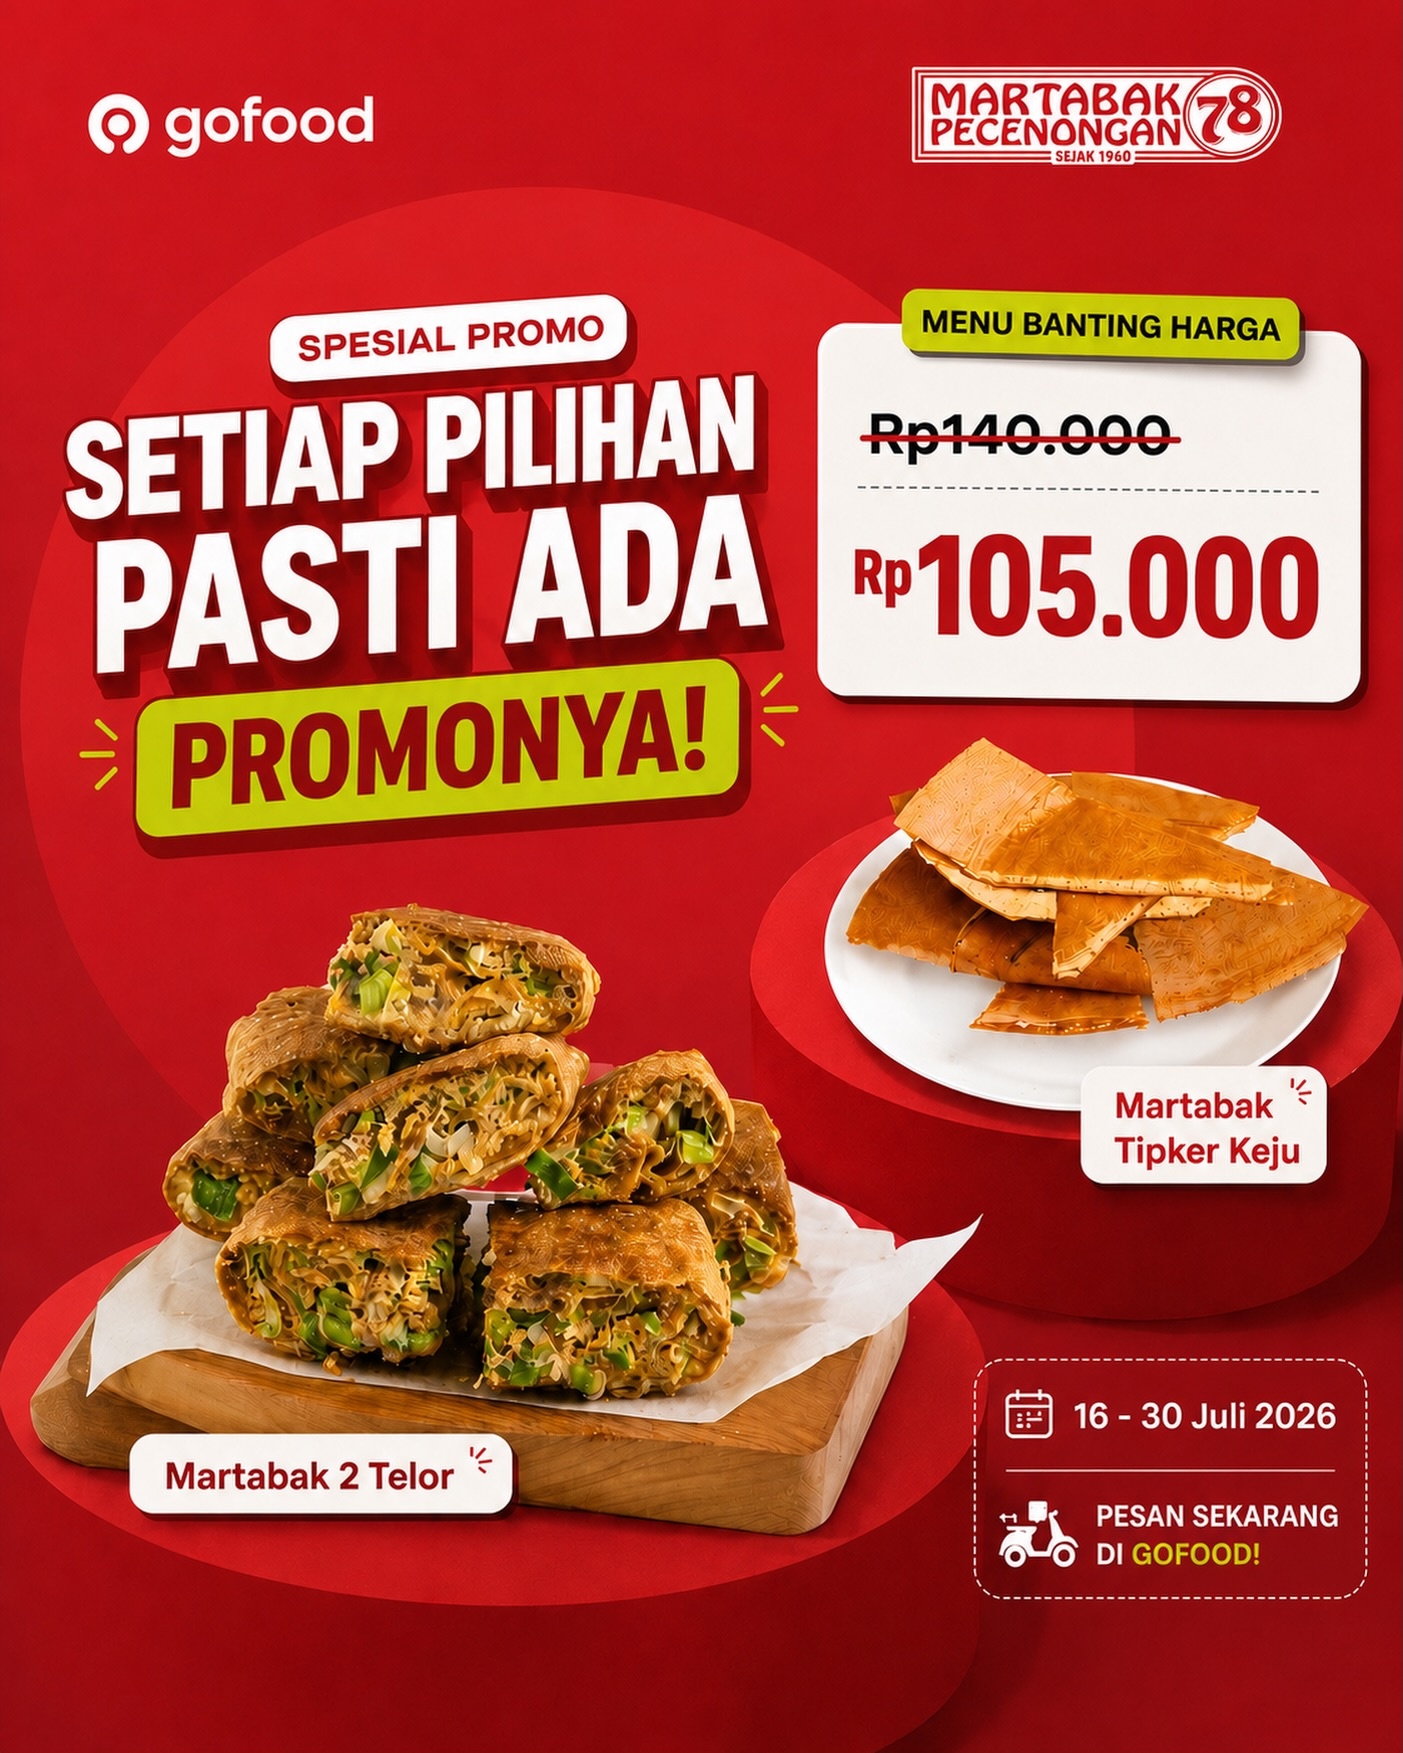 gofood
MARTABAK
PECENONGAN
78
SEJAK 1960
SPESIAL PROMO
SETIAP PILIHAN
PASTI ADA
PROMONYA!
MENU BANTING HARGA
Rp140.000
Rp105.000
Martabak
Tipker Keju
Martabak 2 Telor
16 - 30 Juli 2026
PESAN SEKARANG
DI GOFOOD!